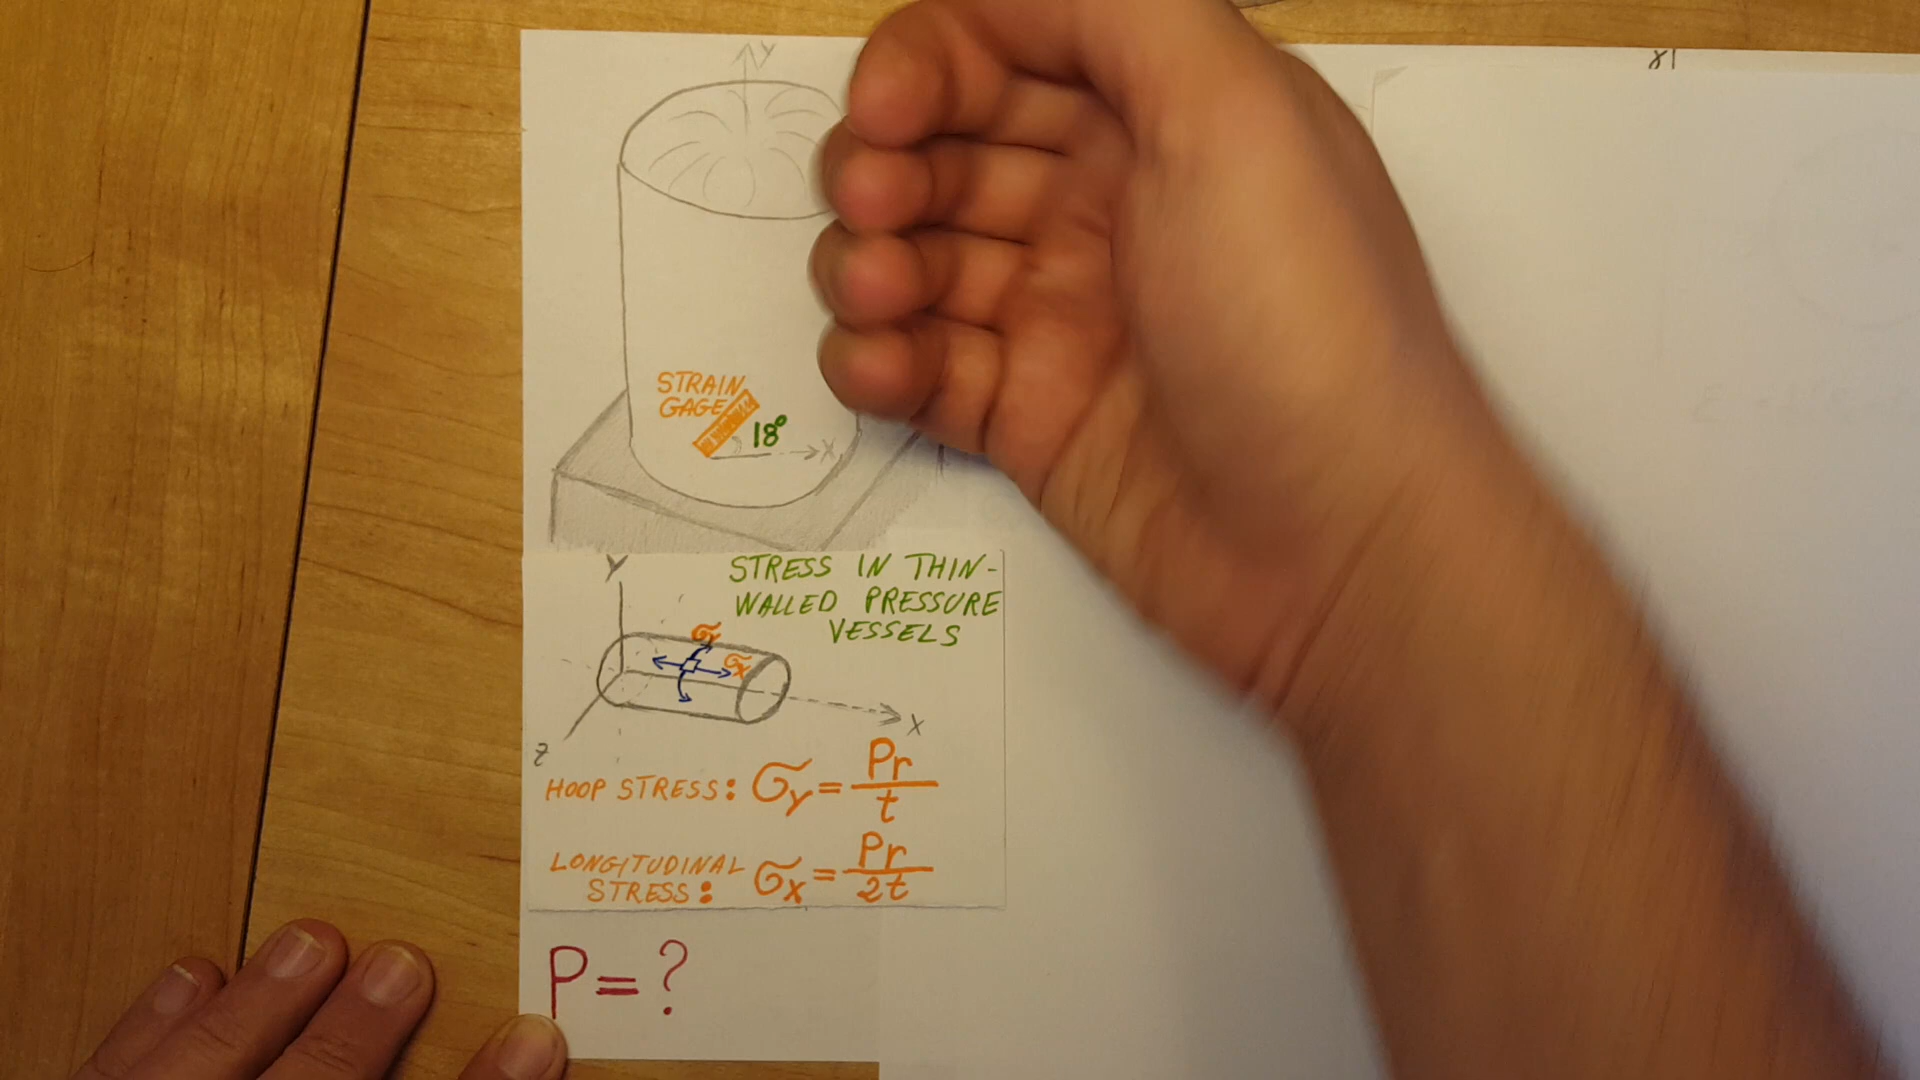 Y
STRAIN
GAGE
18°
X
Y
STRESS IN THIN-
WALLED PRESSURE
VESSELS
σy
σx
X
Z
HOOP STRESS: σy = Pr/t
LONGITUDINAL
STRESS: σx = Pr/2t
P = ?